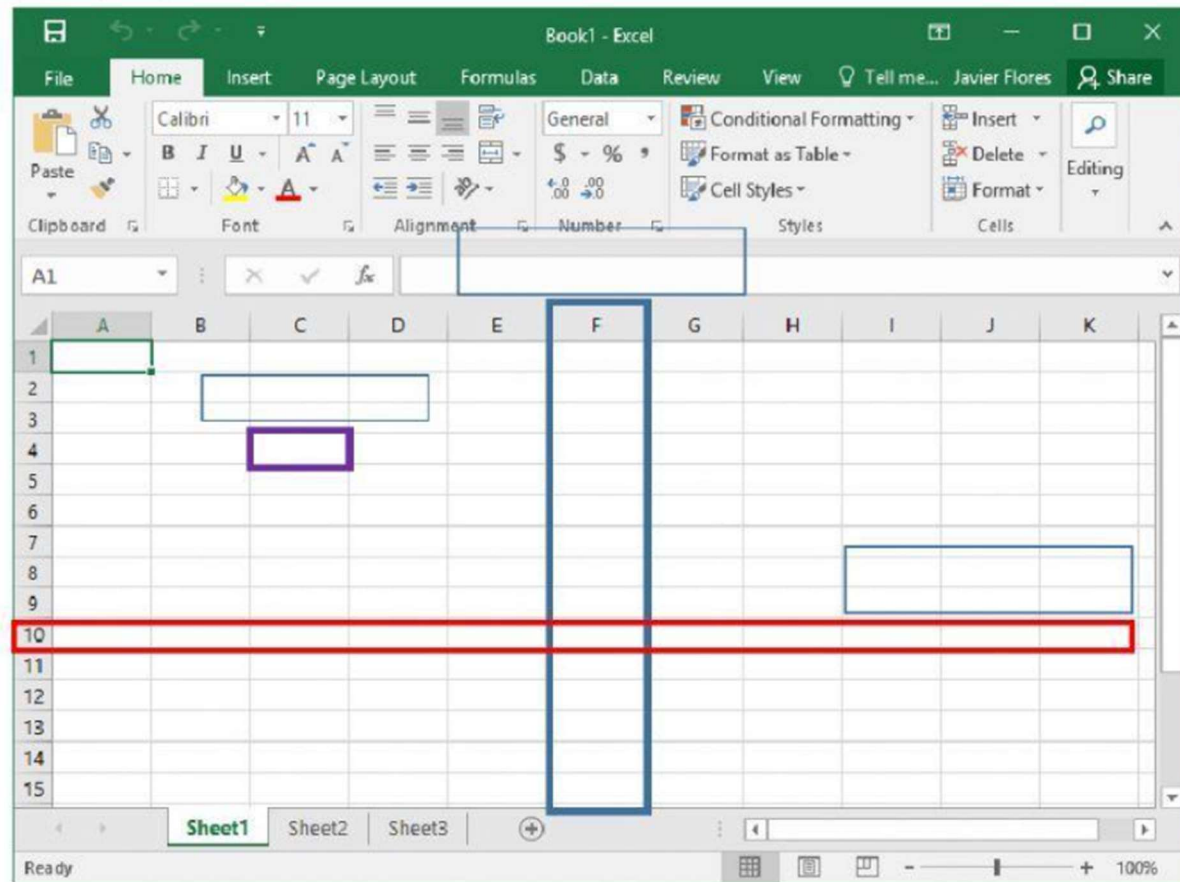 Book1 - Excel
File Home Insert Page Layout Formulas Data Review View Tell me... Javier Flores Share
Calibri 11 General Conditional Formatting Insert
Paste B I U A A $ % , Format as Table Delete Editing
A .00 .00 Cell Styles Format
Clipboard Font Alignment Number Styles Cells
A1 fx
A B C D E F G H I J K
1
2
3
4
5
6
7
8
9
10
11
12
13
14
15
Sheet1 Sheet2 Sheet3
Ready 100%